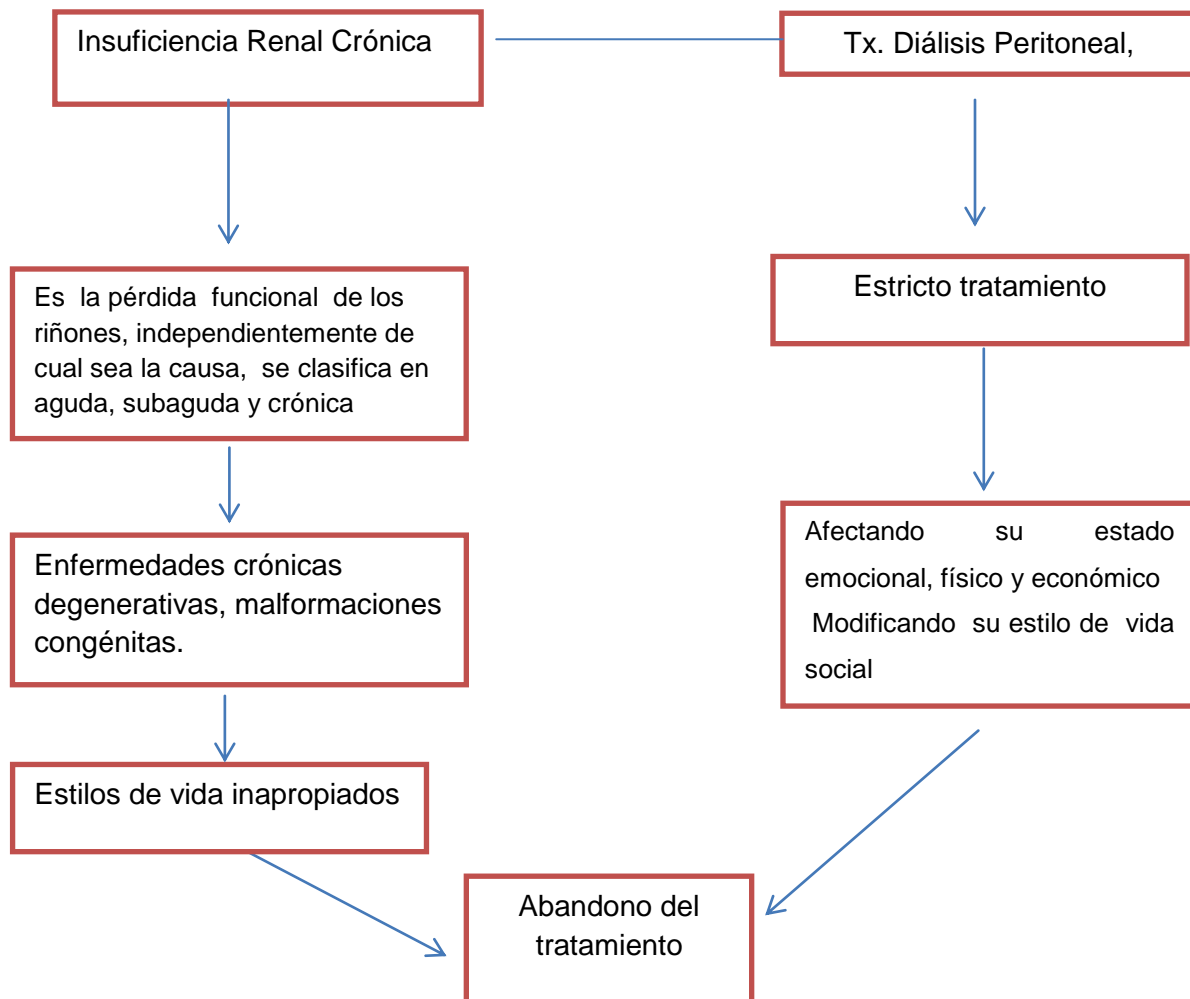 Insuficiencia Renal Crónica
Tx. Diálisis Peritoneal,
Es la pérdida funcional de los
riñones, independientemente de
cual sea la causa, se clasifica en
aguda, subaguda y crónica
Estricto tratamiento
Enfermedades crónicas
degenerativas, malformaciones
congénitas.
Afectando su estado
emocional, físico y económico
Modificando su estilo de vida
social
Estilos de vida inapropiados
Abandono del
tratamiento